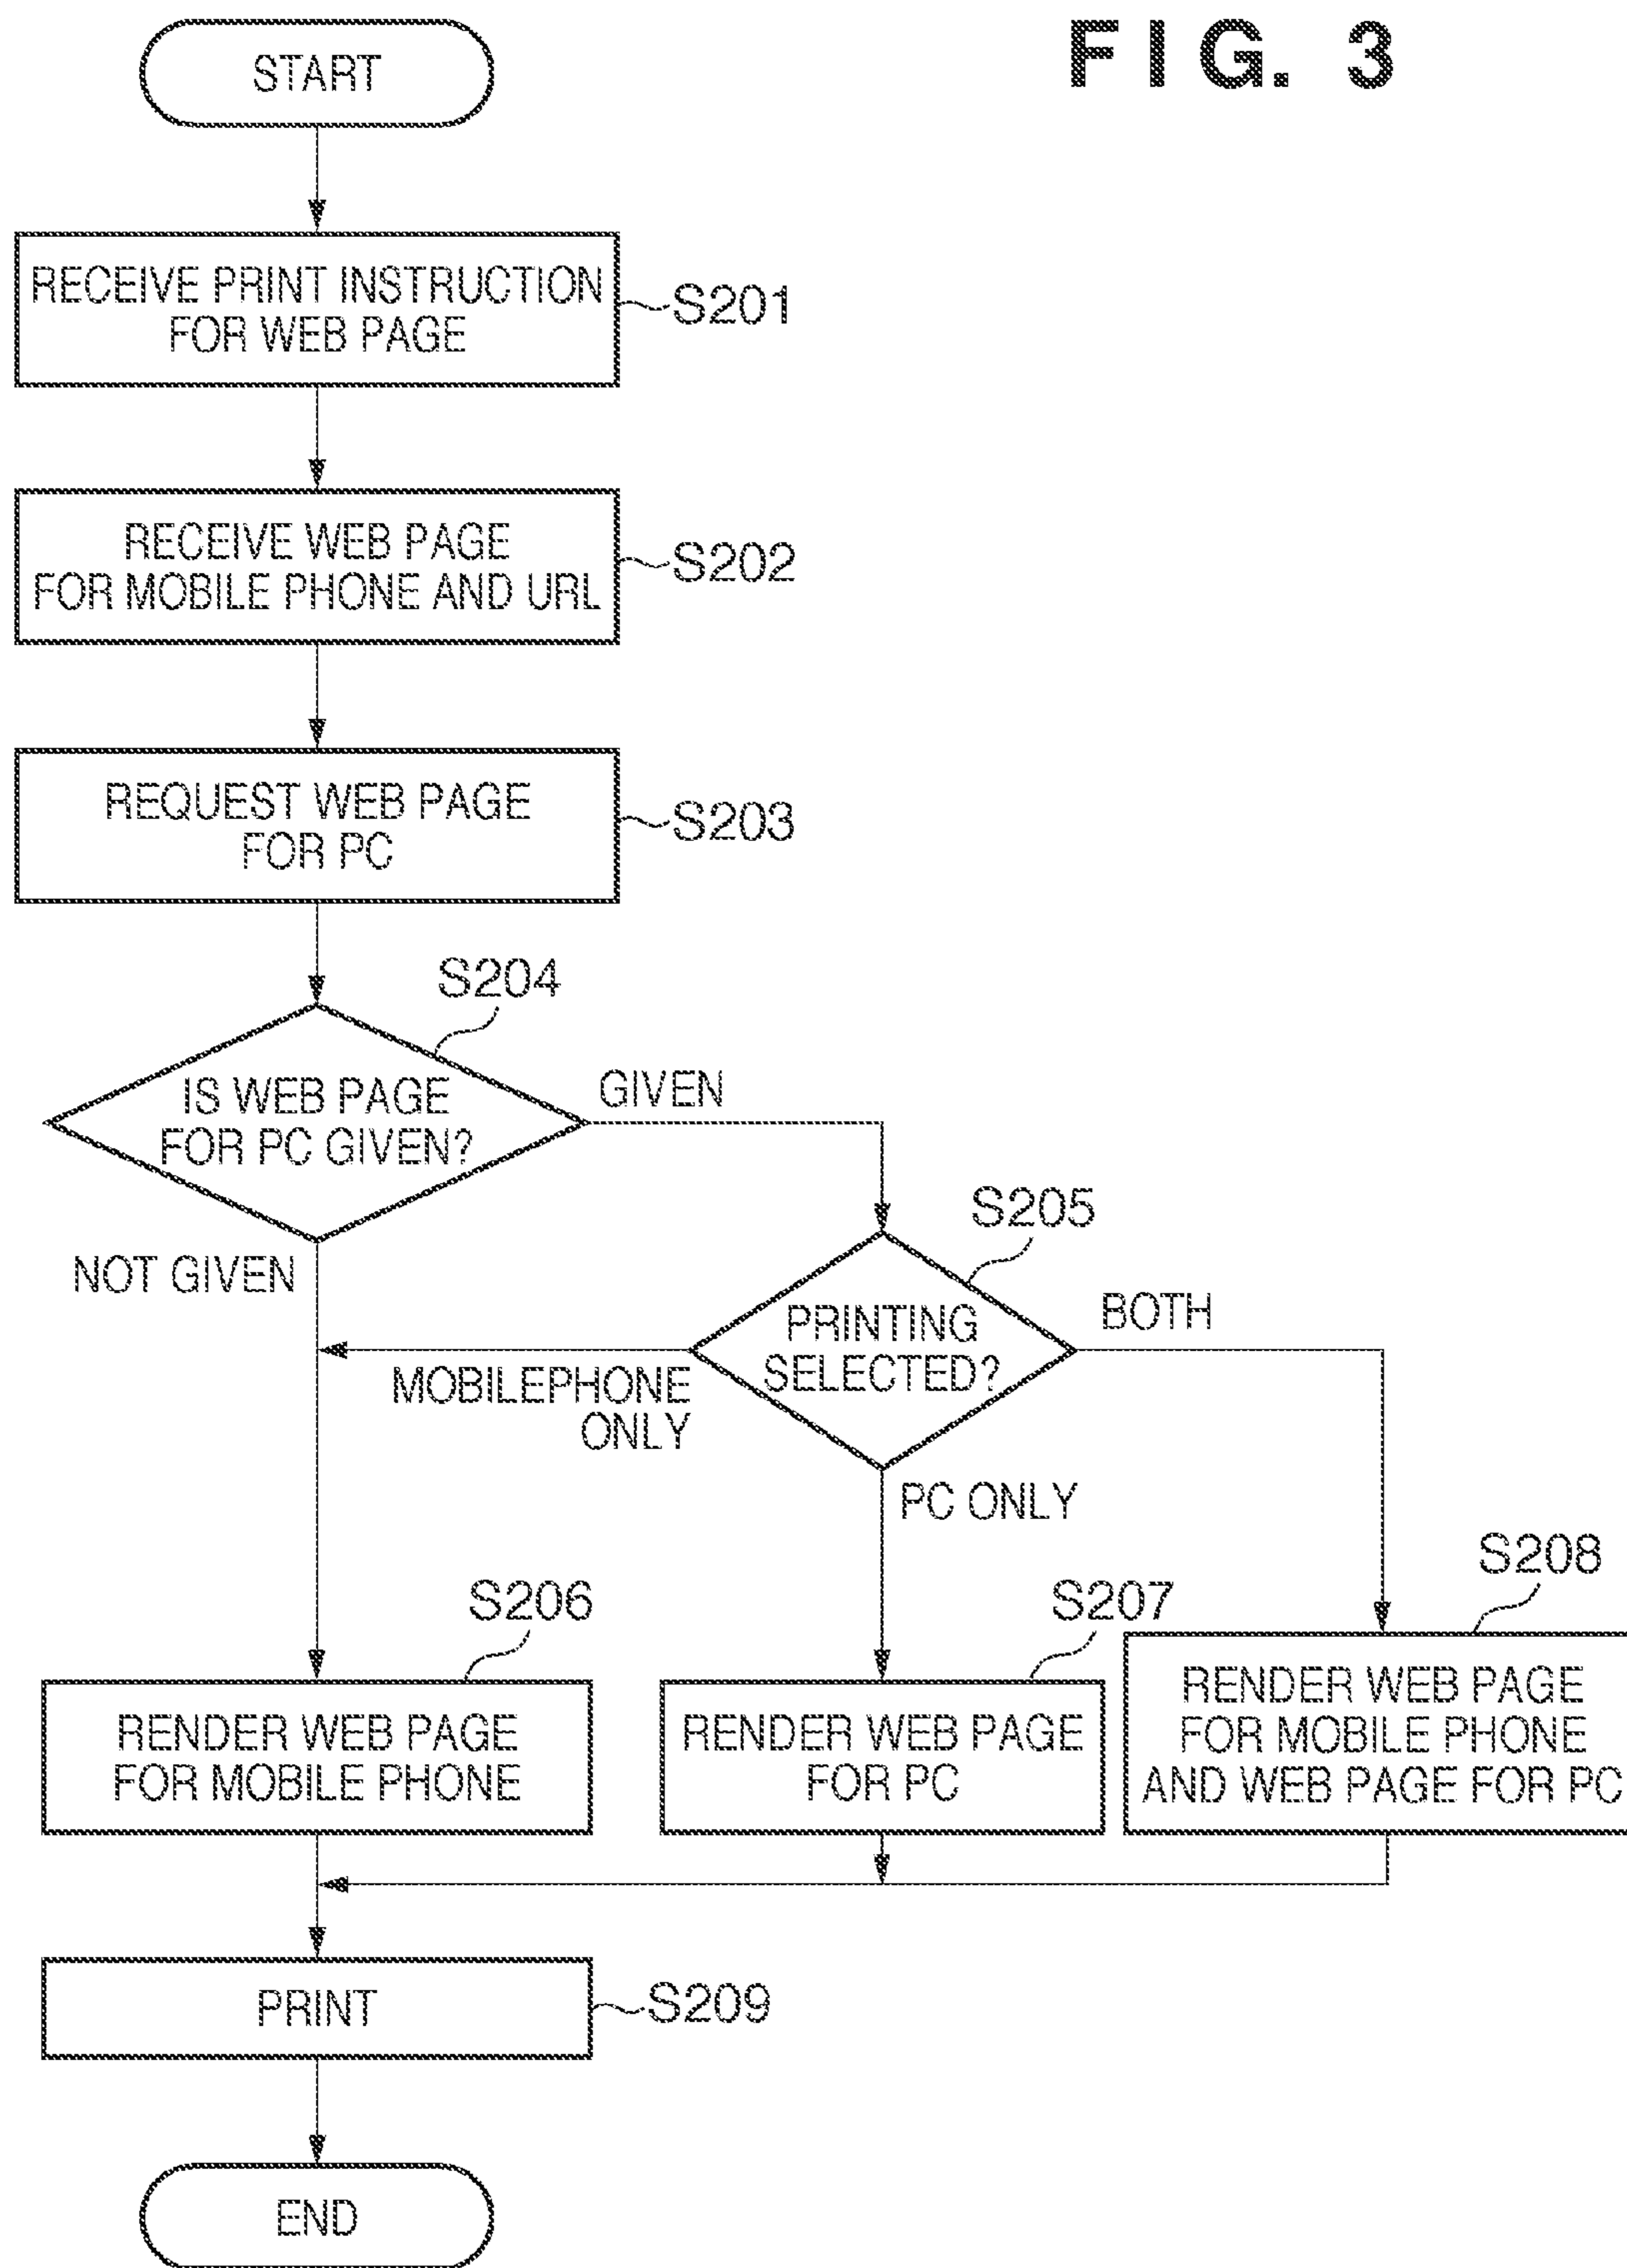 FIG. 3
START
RECEIVE PRINT INSTRUCTION
FOR WEB PAGE
S201
RECEIVE WEB PAGE
FOR MOBILE PHONE AND URL
S202
REQUEST WEB PAGE
FOR PC
S203
S204
IS WEB PAGE
FOR PC GIVEN?
GIVEN
NOT GIVEN
S205
PRINTING
SELECTED?
BOTH
MOBILEPHONE
ONLY
PC ONLY
S206
RENDER WEB PAGE
FOR MOBILE PHONE
S207
RENDER WEB PAGE
FOR PC
S208
RENDER WEB PAGE
FOR MOBILE PHONE
AND WEB PAGE FOR PC
PRINT
S209
END